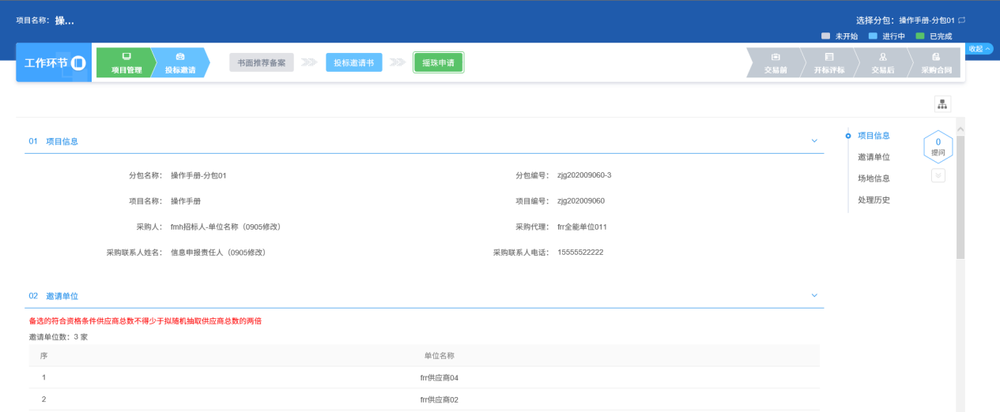 项目名称： 操...
选择分包： 操作手册-分包01
未开始 进行中 已完成
收起
工作环节
项目管理 投标邀请 书面推荐备案 投标邀请书 摇珠申请 交易前 开标评标 交易后 采购合同
01 项目信息
项目信息
邀请单位
场地信息
处理历史
0
提问
分包名称： 操作手册-分包01 分包编号： zjg202009060-3
项目名称： 操作手册 项目编号： zjg202009060
采购人： fmh招标人-单位名称（0905修改） 采购代理： frr全能单位011
采购联系人姓名： 信息申报责任人（0905修改） 采购联系人电话： 15555522222
02 邀请单位
备选的符合资格条件供应商总数不得少于拟随机抽取供应商总数的两倍
邀请单位数：3 家
序 单位名称
1 frr供应商04
2 frr供应商02